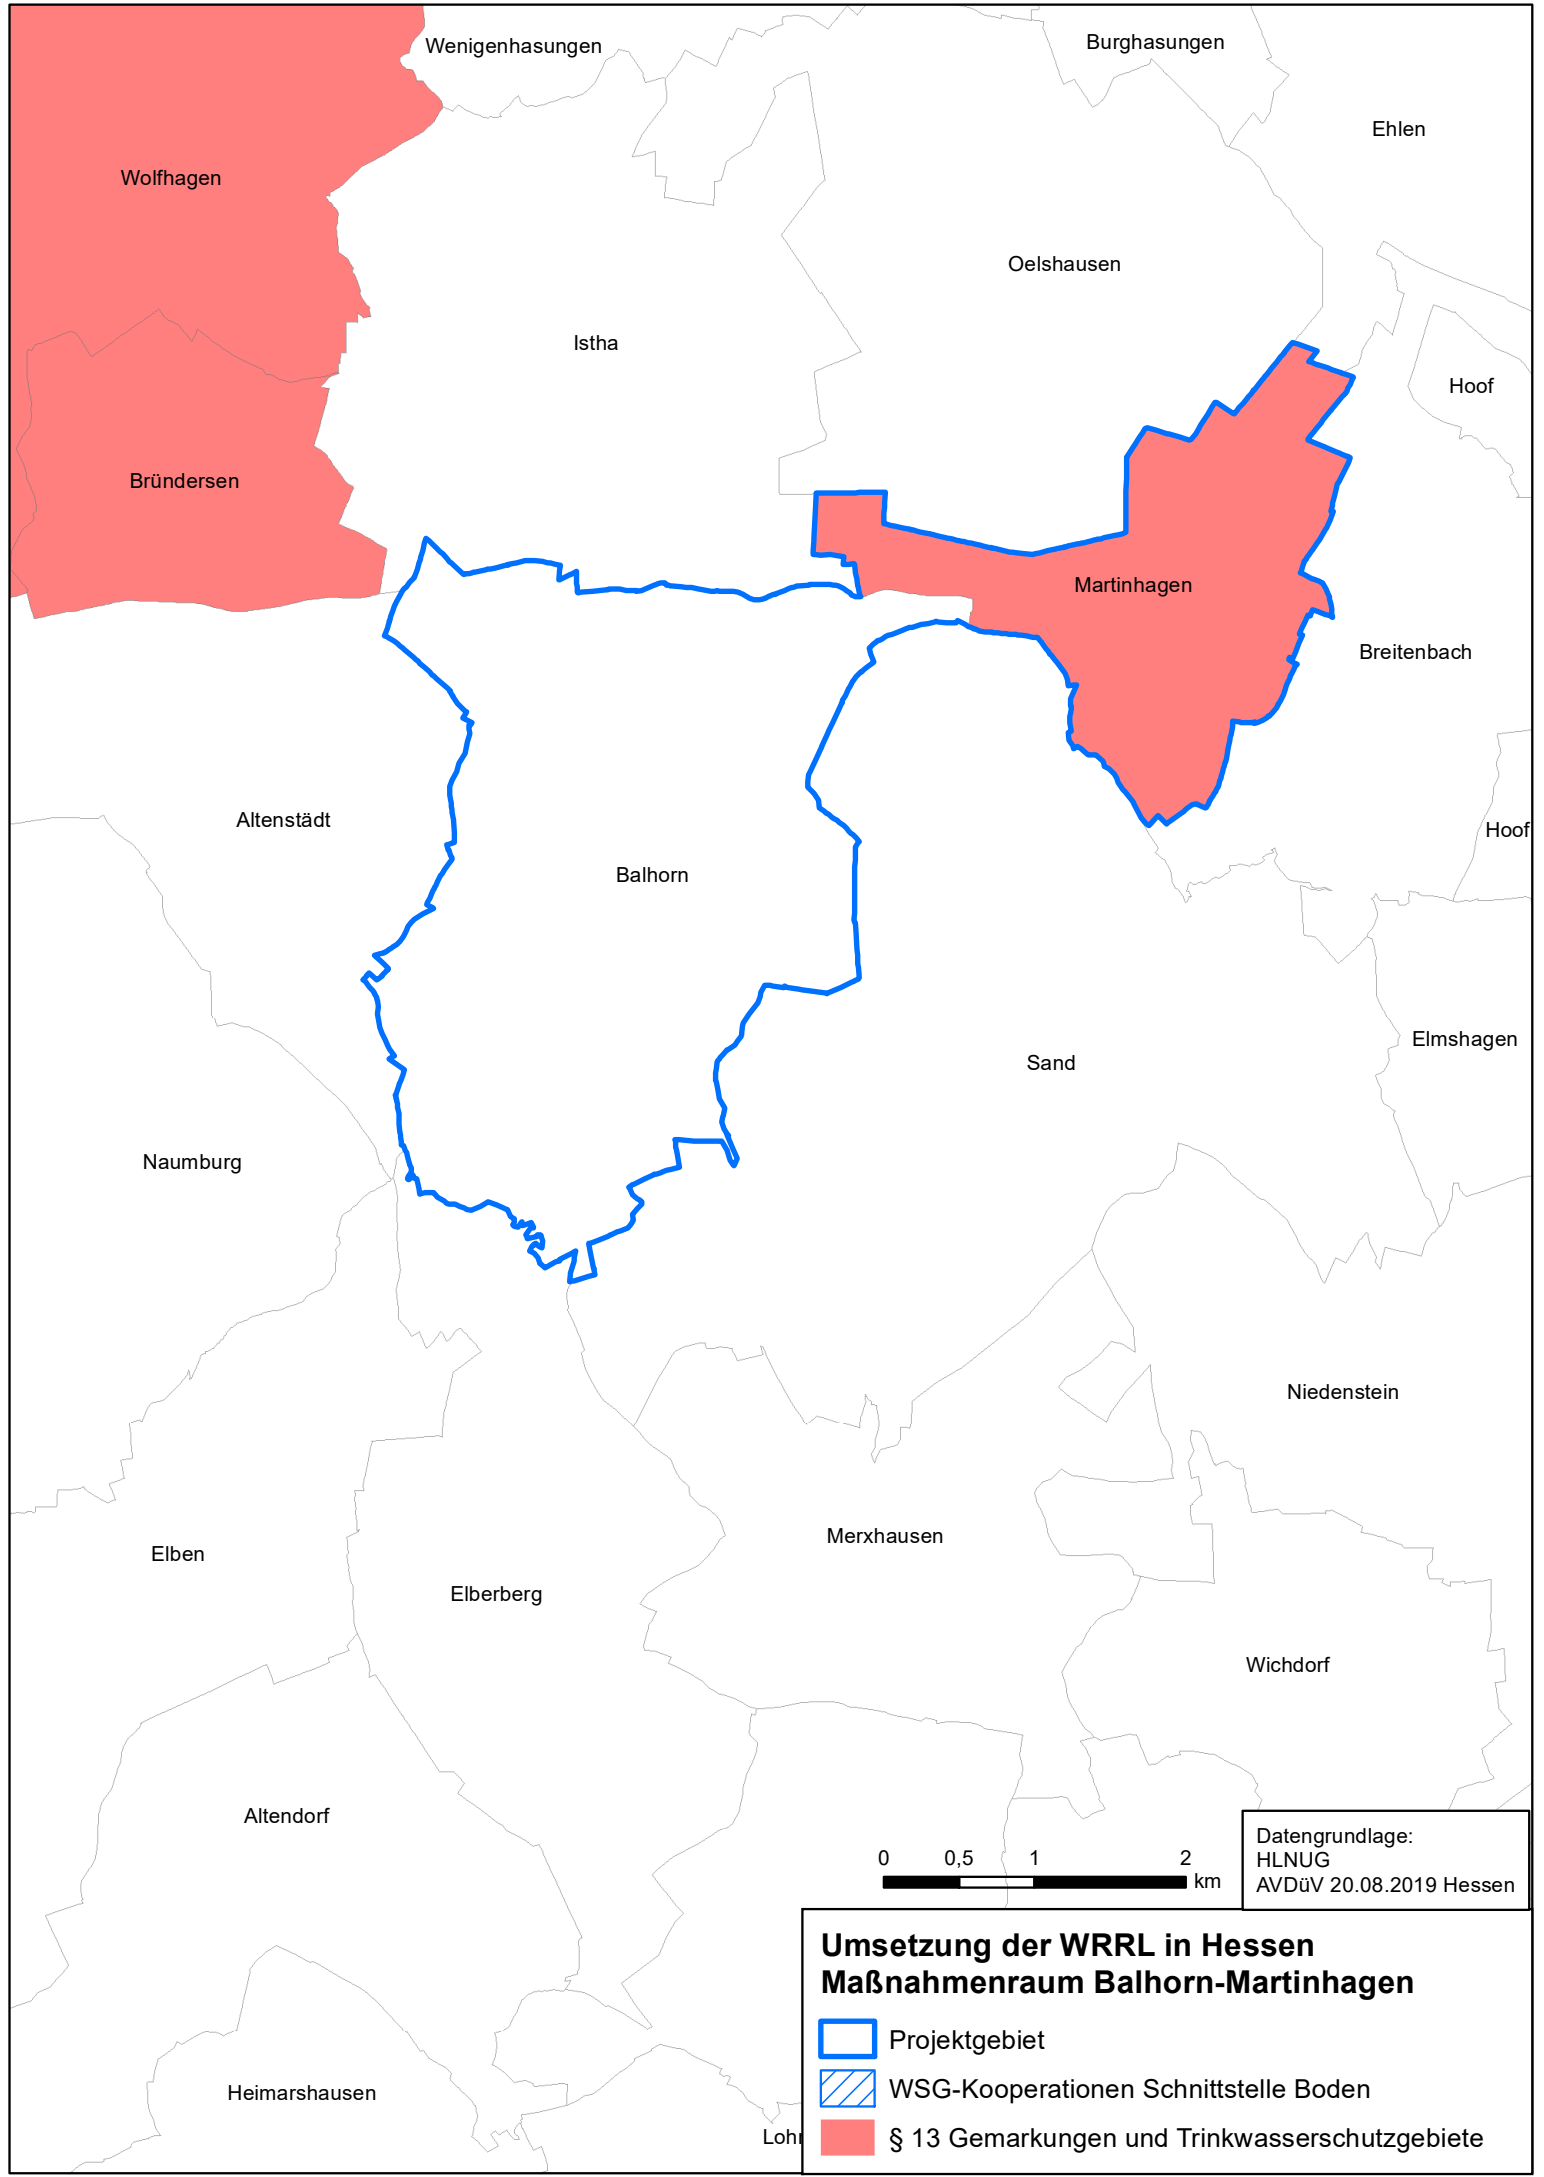 Wenigenhasungen
Burghasungen
Ehlen
Wolfhagen
Oelshausen
Istha
Hoof
Bründersen
Martinhagen
Breitenbach
Altenstädt
Hoof
Balhorn
Elmshagen
Sand
Naumburg
Niedenstein
Merxhausen
Elben
Elberberg
Wichdorf
Altendorf
0 0,5 1 2
km
Datengrundlage:
HLNUG
AVDüV 20.08.2019 Hessen
Umsetzung der WRRL in Hessen
Maßnahmenraum Balhorn-Martinhagen
Projektgebiet
WSG-Kooperationen Schnittstelle Boden
Heimarshausen
§ 13 Gemarkungen und Trinkwasserschutzgebiete